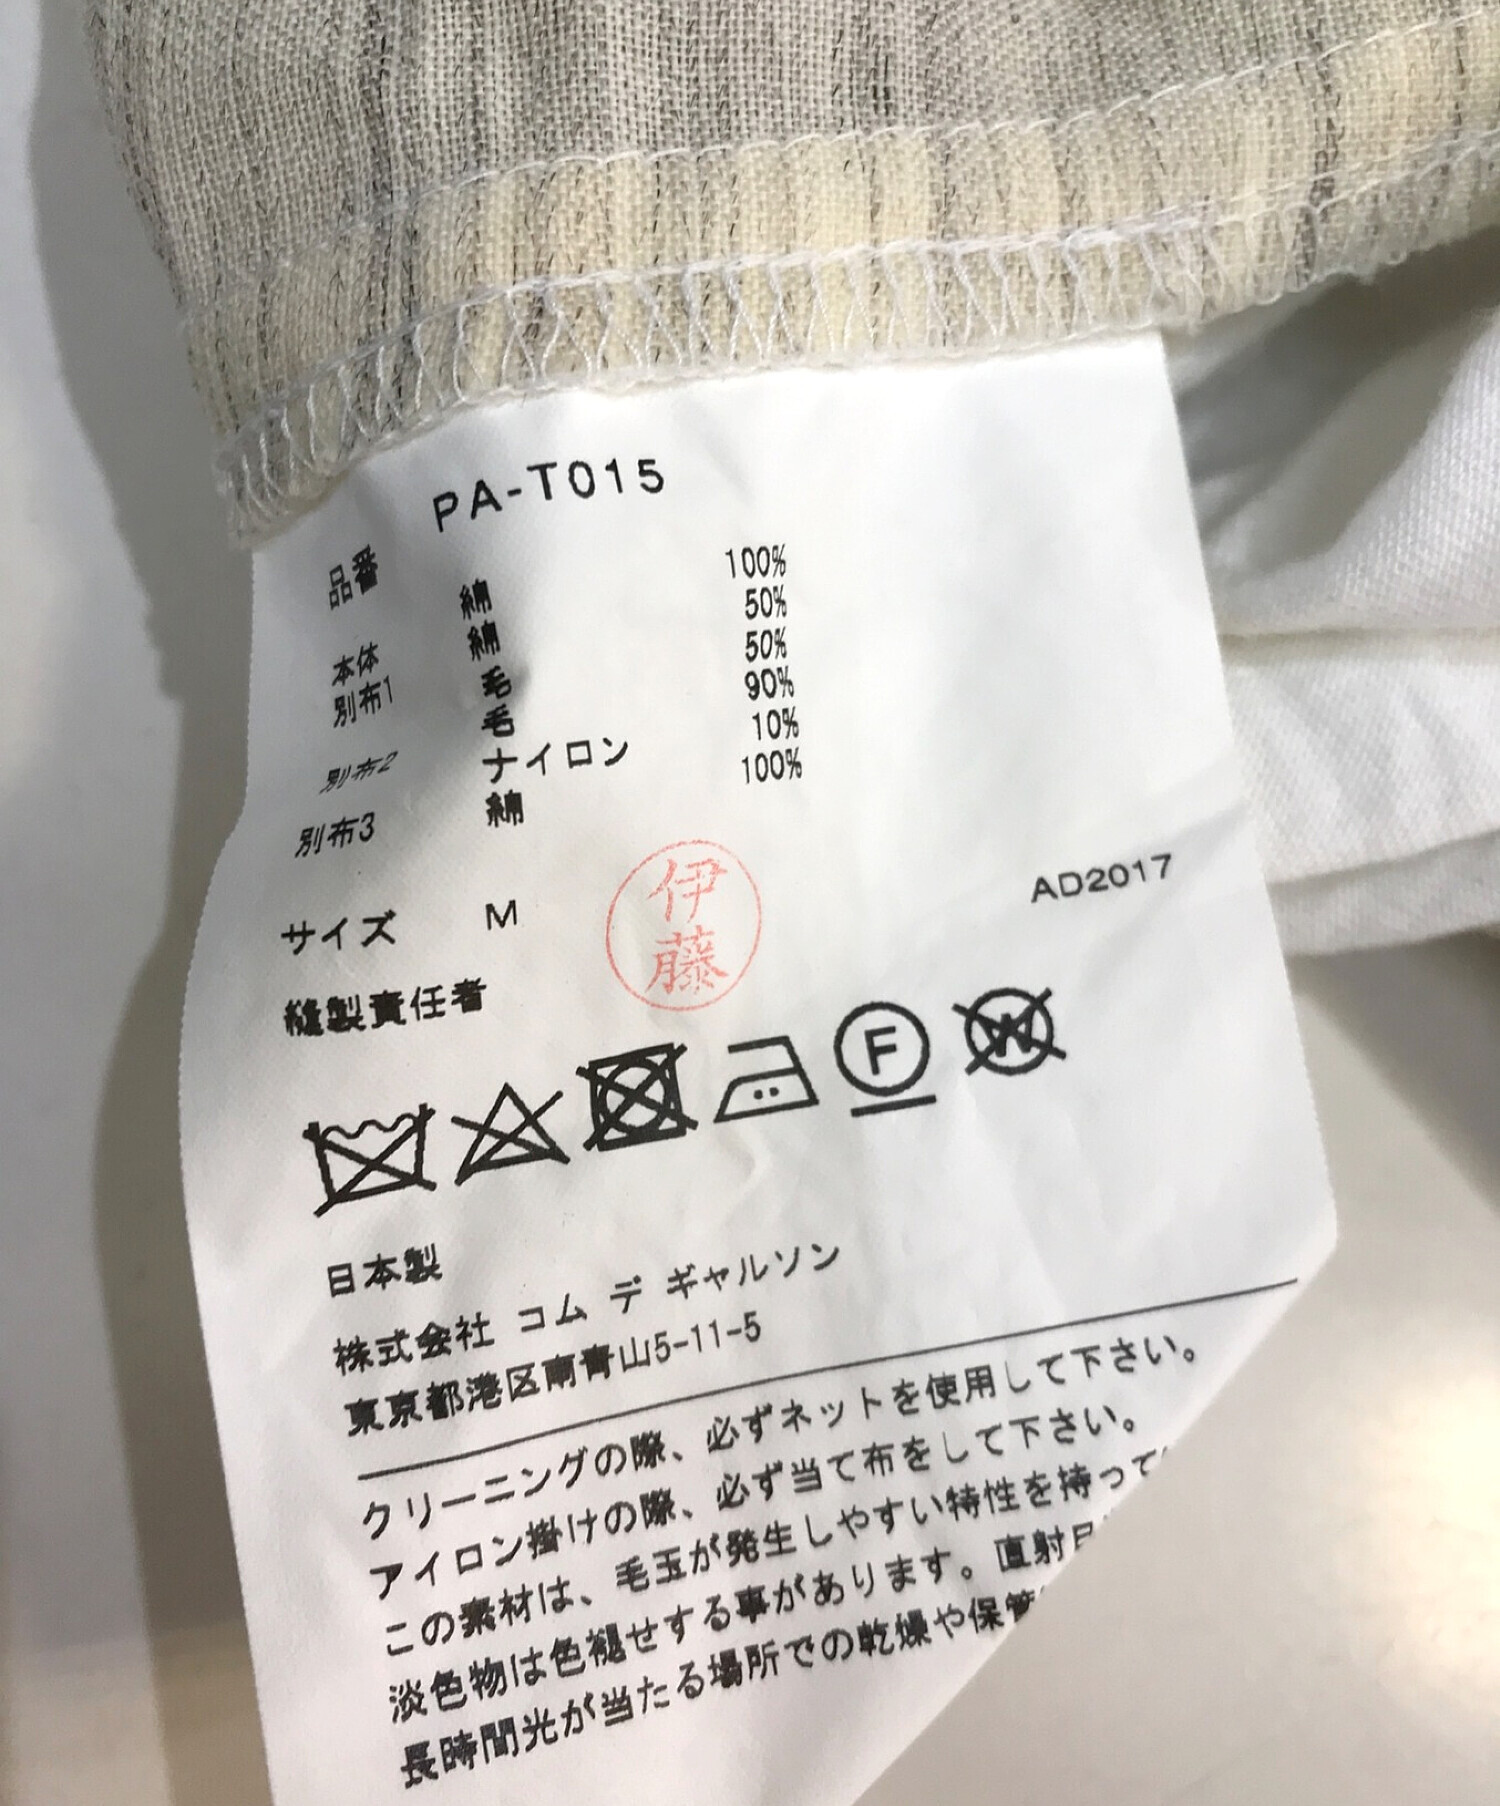 品番 PA-T015
本体 綿 100%
別布1 綿 50%
綿 50%
別布2 毛 90%
毛 10%
別布3 ナイロン 100%
綿
サイズ M
伊藤
AD2017
縫製責任者
F W
日本製
株式会社 コム デ ギャルソン
東京都港区南青山5-11-5
クリーニングの際、必ずネットを使用して下さい。
アイロン掛けの際、必ず当て布をして下さい。
この素材は、毛玉が発生しやすい特性を持って
淡色物は色褪せする事があります。直射
長時間光が当たる場所での乾燥や保管